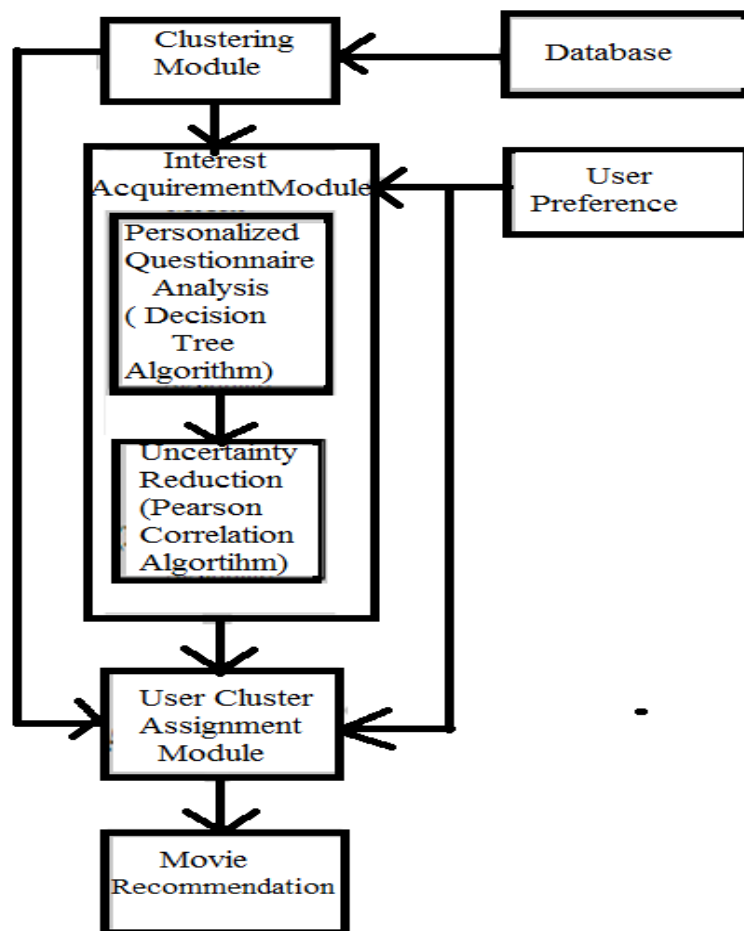 Clustering
Module
Database
Interest
AcquirementModule
User
Preference
Personalized
Questionnaire
Analysis
( Decision
Tree
Algorithm)
Uncertainty
Reduction
(Pearson
Correlation
Algortihm)
User Cluster
Assignment
Module
Movie
Recommendation